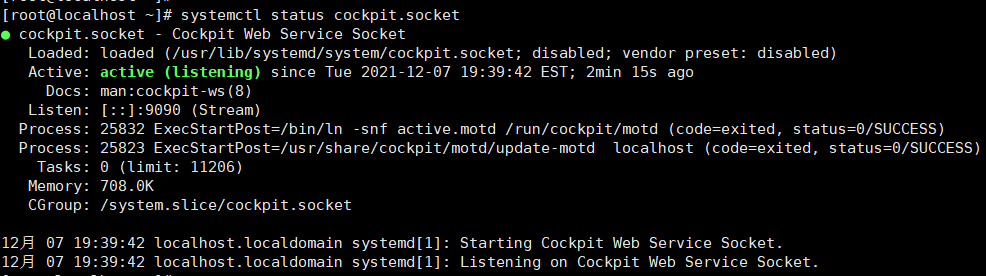 [root@localhost ~]# systemctl status cockpit.socket
● cockpit.socket - Cockpit Web Service Socket
   Loaded: loaded (/usr/lib/systemd/system/cockpit.socket; disabled; vendor preset: disabled)
   Active: active (listening) since Tue 2021-12-07 19:39:42 EST; 2min 15s ago
     Docs: man:cockpit-ws(8)
   Listen: [::]:9090 (Stream)
  Process: 25832 ExecStartPost=/bin/ln -snf active.motd /run/cockpit/motd (code=exited, status=0/SUCCESS)
  Process: 25823 ExecStartPost=/usr/share/cockpit/motd/update-motd  localhost (code=exited, status=0/SUCCESS)
    Tasks: 0 (limit: 11206)
   Memory: 708.0K
   CGroup: /system.slice/cockpit.socket

12月 07 19:39:42 localhost.localdomain systemd[1]: Starting Cockpit Web Service Socket.
12月 07 19:39:42 localhost.localdomain systemd[1]: Listening on Cockpit Web Service Socket.